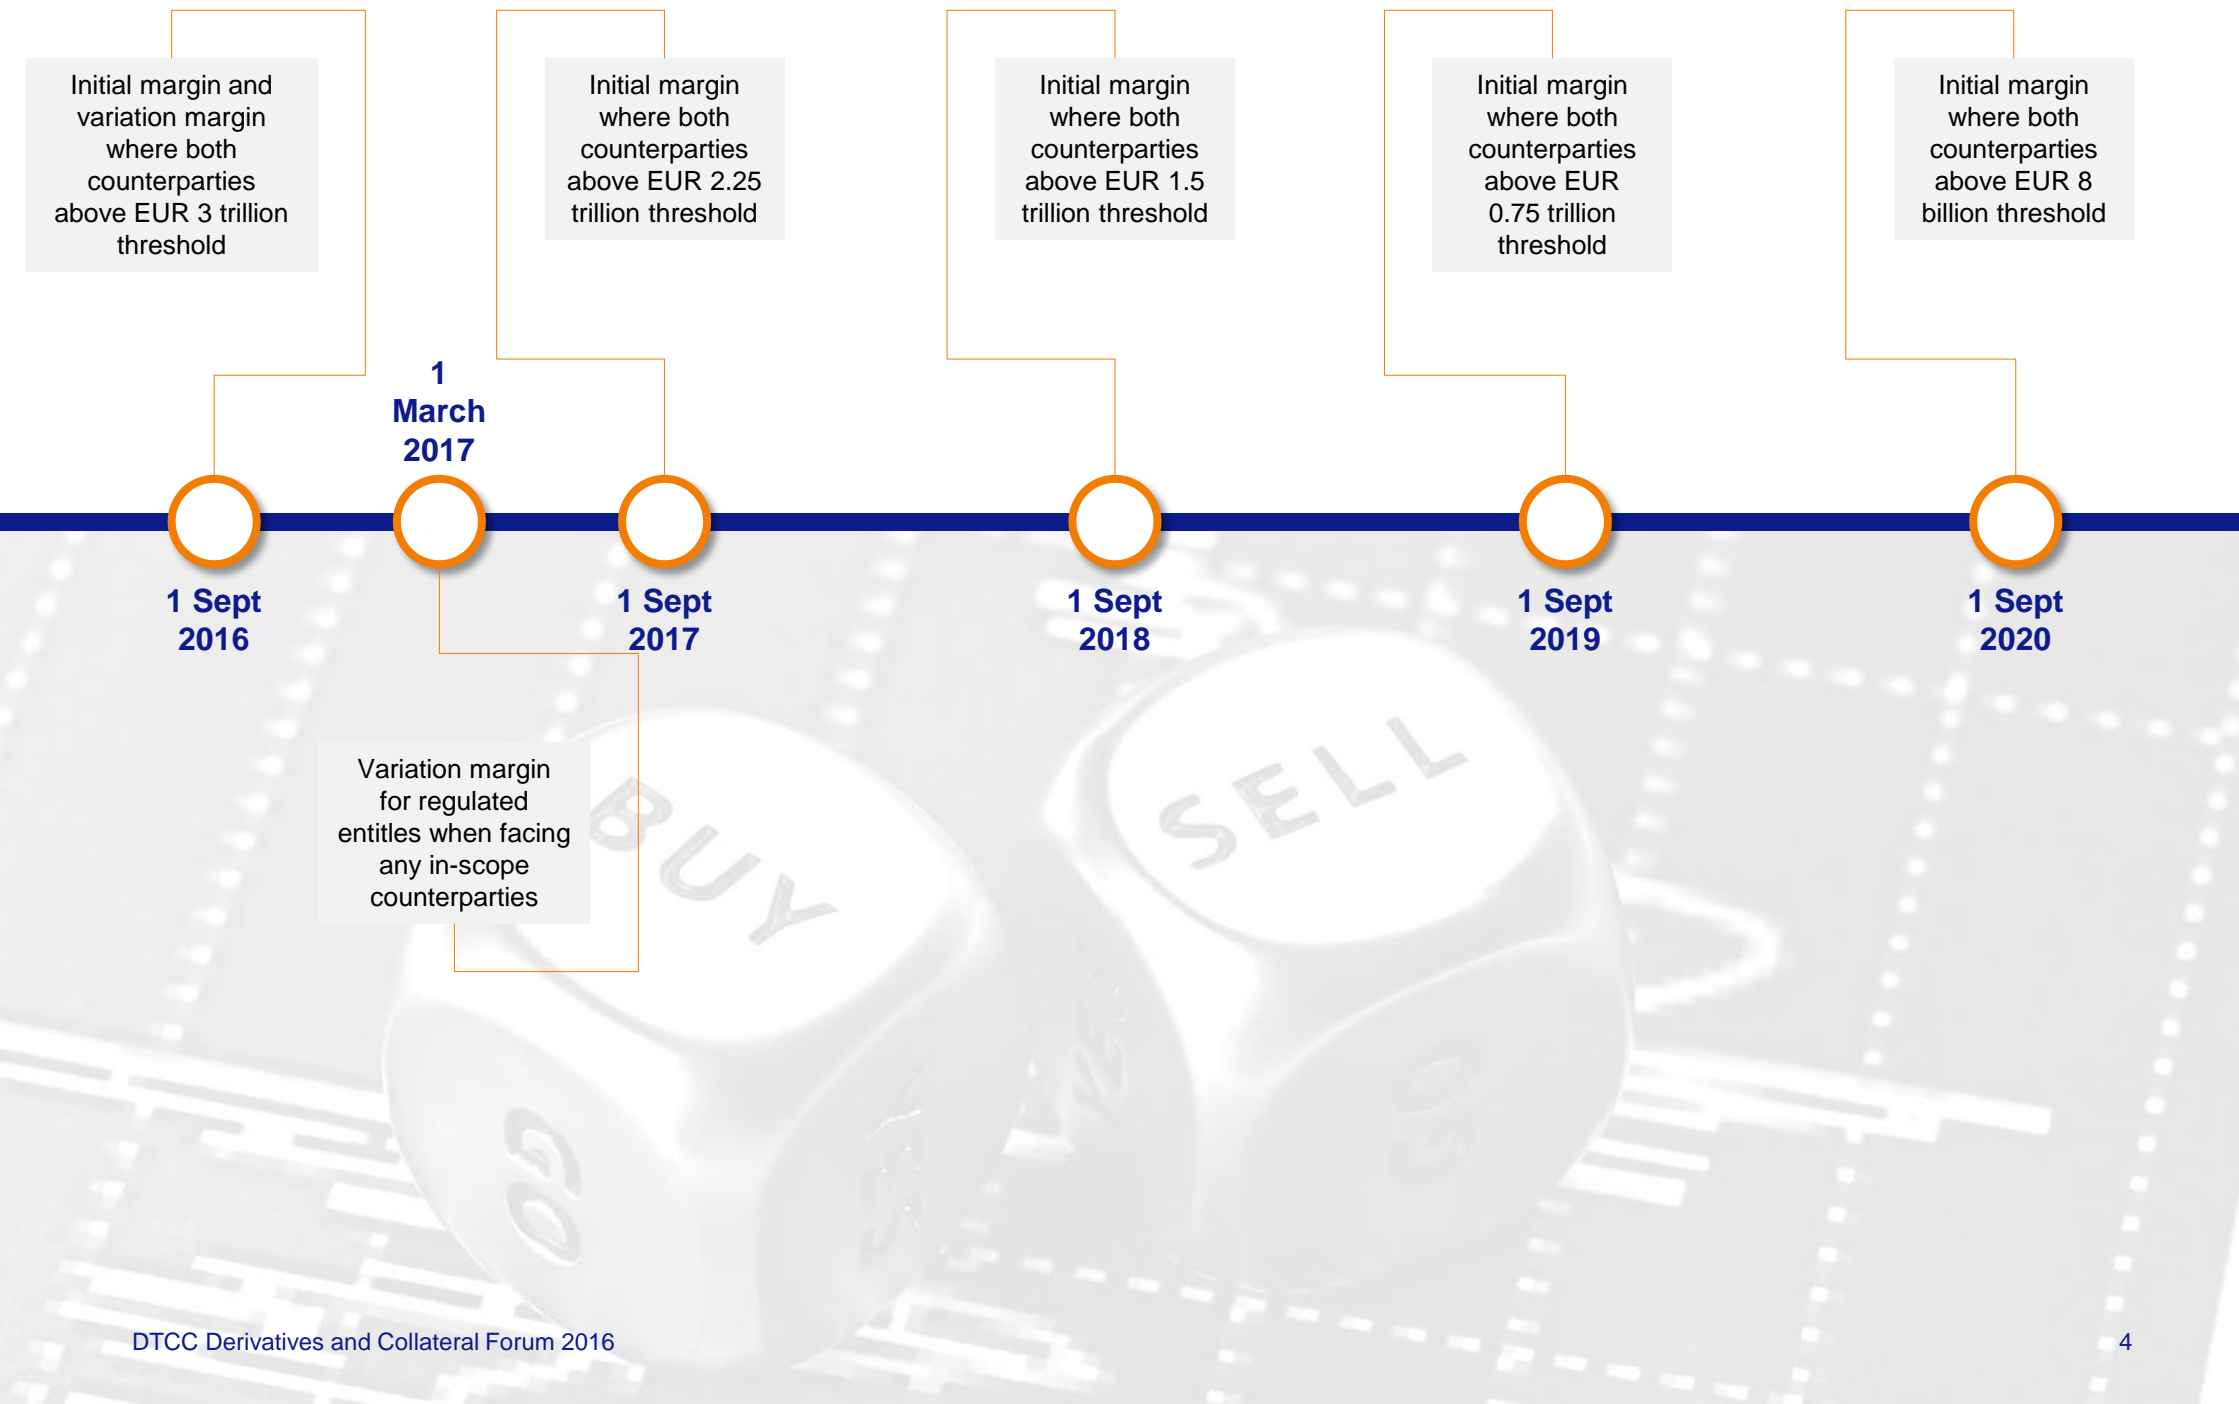 Initial margin and
variation margin
where both
counterparties
above EUR 3 trillion
threshold
Initial margin
where both
counterparties
above EUR 2.25
trillion threshold
Initial margin
where both
counterparties
above EUR 1.5
trillion threshold
Initial margin
where both
counterparties
above EUR
0.75 trillion
threshold
Initial margin
where both
counterparties
above EUR 8
billion threshold
1
March
2017
1 Sept
2016
1 Sept
2017
1 Sept
2018
1 Sept
2019
1 Sept
2020
Variation margin
for regulated
entitles when facing
any in-scope
counterparties
BUY
SELL
GO
DTCC Derivatives and Collateral Forum 2016
4